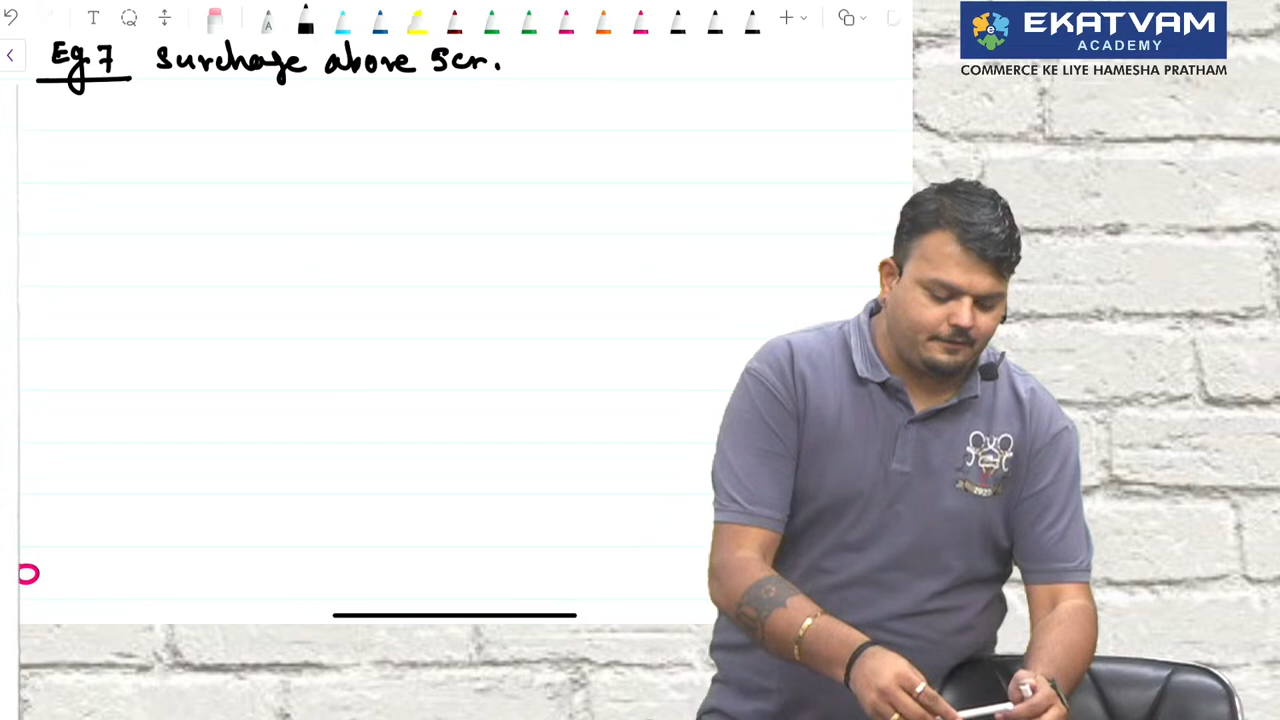 EKATVAM
ACADEMY
COMMERCE KE LIYE HAMESHA PRATHAM
Eg.7 Surcharge above 5cr.